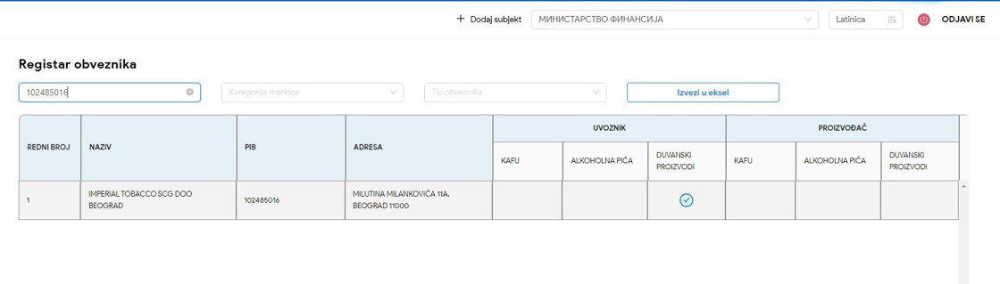 + Dodaj subjekt МИНИСТАРСТВО ФИНАНСИЈА Latinica ODJAVI SE
Registar obveznika
102485016 Kategorija markice Tip obveznika Izvezi u eksel
REDNI BROJ NAZIV PIB ADRESA UVOZNIK PROIZVOĐAČ
KAFU ALKOHOLNA PIĆA DUVANSKI PROIZVODI KAFU ALKOHOLNA PIĆA DUVANSKI PROIZVODI
1 IMPERIAL TOBACCO SCG DOO BEOGRAD 102485016 MILUTINA MILANKOVIĆA 11A, BEOGRAD 11000